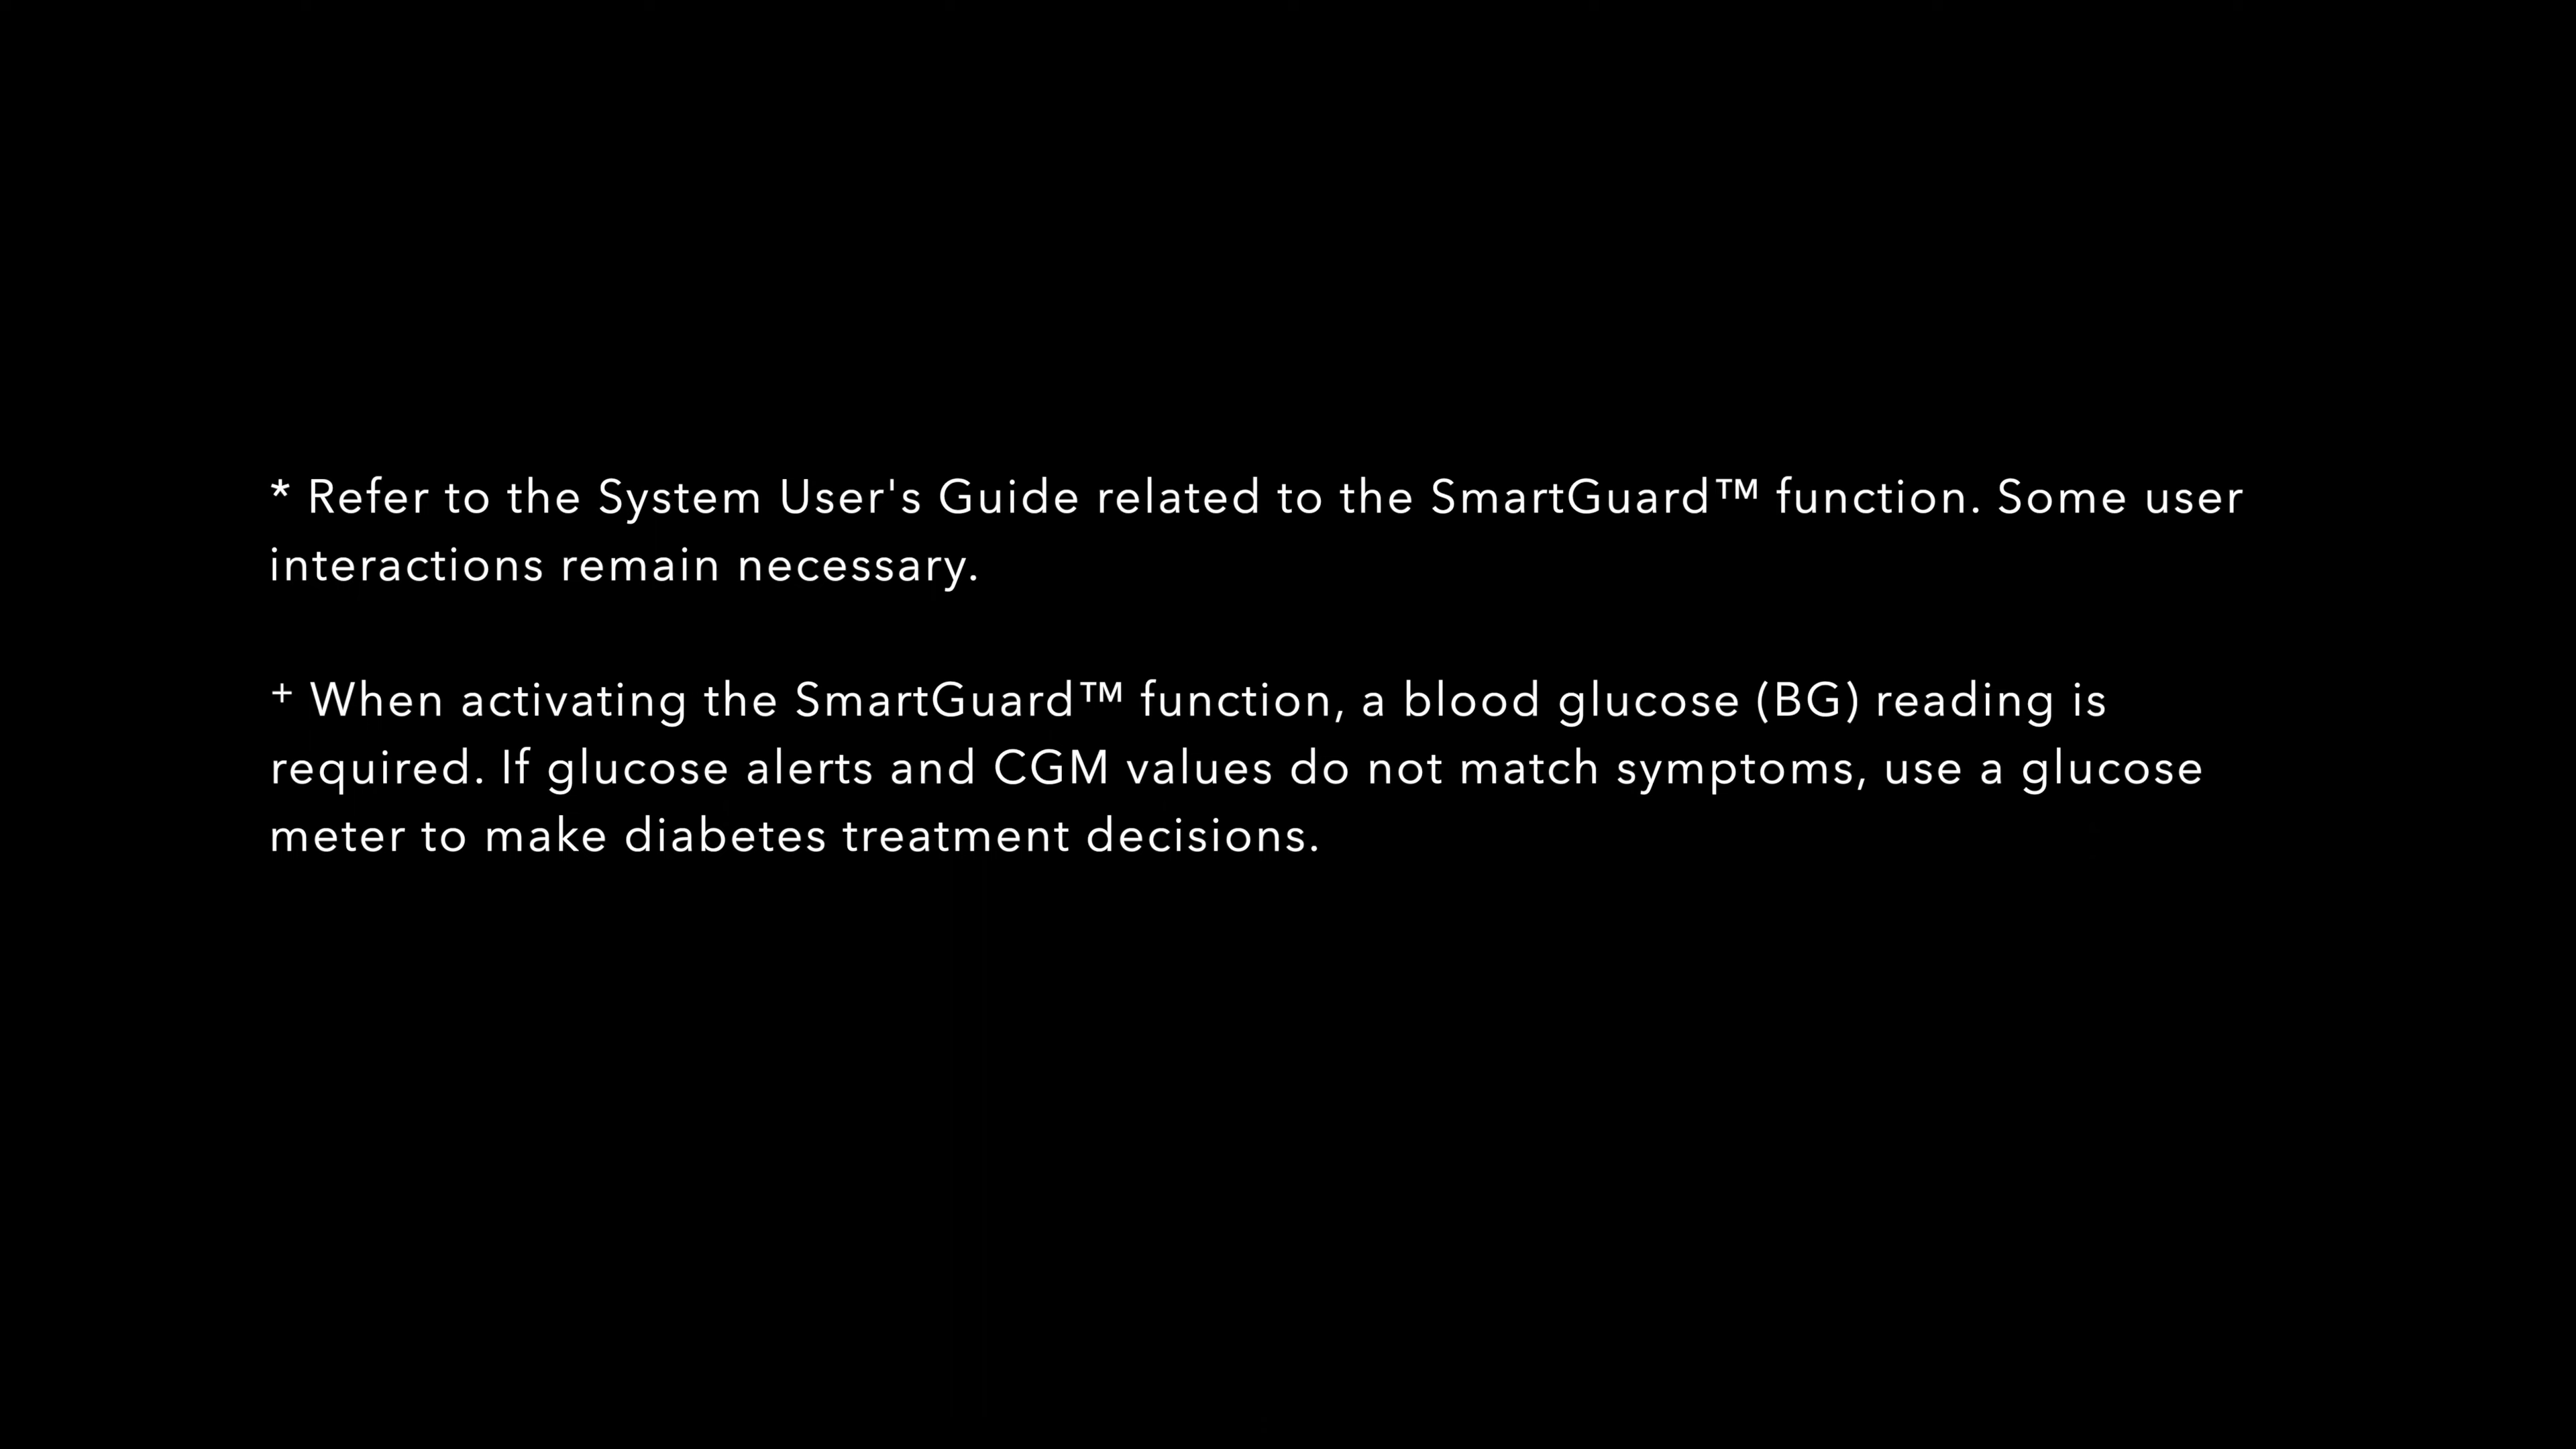 * Refer to the System User's Guide related to the SmartGuard™ function. Some user
interactions remain necessary.
⁺ When activating the SmartGuard™ function, a blood glucose (BG) reading is
required. If glucose alerts and CGM values do not match symptoms, use a glucose
meter to make diabetes treatment decisions.